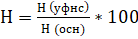 Н = Н (уфнс) / Н (осн) * 100